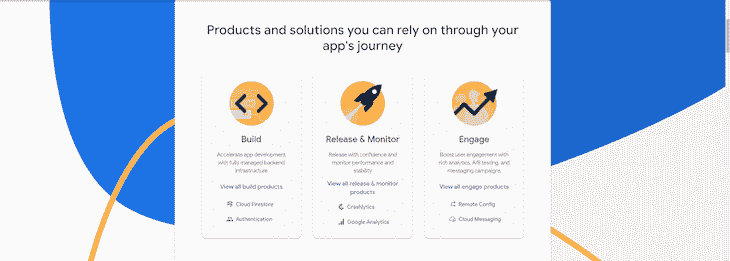 Products and solutions you can rely on through your
app's journey
Build
Accelerate app development
with fully managed backend
infrastructure
View all build products
Cloud Firestore
Authentication
Release & Monitor
Release with confidence and
monitor performance and
stability
View all release & monitor
products
Crashlytics
Google Analytics
Engage
Boost user engagement with
rich analytics, A/B testing, and
messaging campaigns
View all engage products
Remote Config
Cloud Messaging